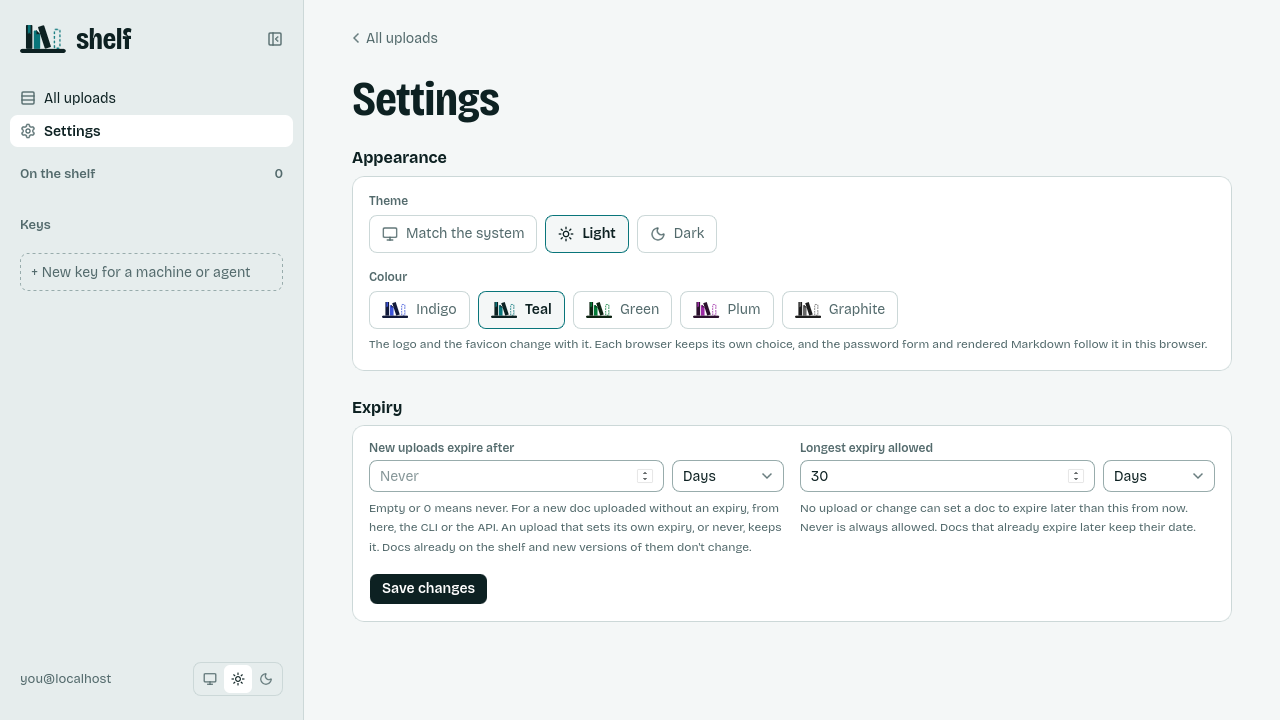 shelf
All uploads
Settings
On the shelf 0
Keys
+ New key for a machine or agent
you@localhost
All uploads
Settings
Appearance
Theme
Match the system Light Dark
Colour
Indigo Teal Green Plum Graphite
The logo and the favicon change with it. Each browser keeps its own choice, and the password form and rendered Markdown follow it in this browser.
Expiry
New uploads expire after
Never Days
Empty or 0 means never. For a new doc uploaded without an expiry, from
here, the CLI or the API. An upload that sets its own expiry, or never, keeps
it. Docs already on the shelf and new versions of them don't change.
Longest expiry allowed
30 Days
No upload or change can set a doc to expire later than this from now.
Never is always allowed. Docs that already expire later keep their date.
Save changes